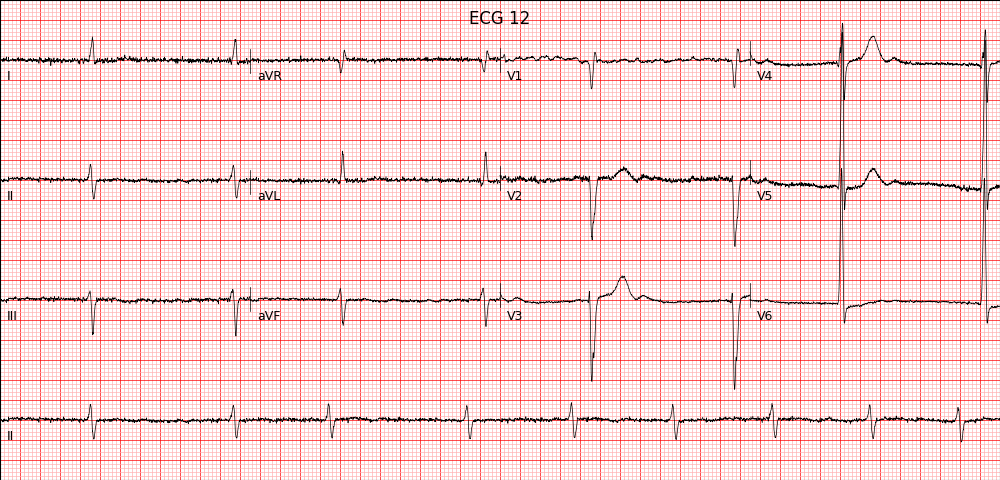 ECG 12
I aVR V1 V4
II aVL V2 V5
III aVF V3 V6
II